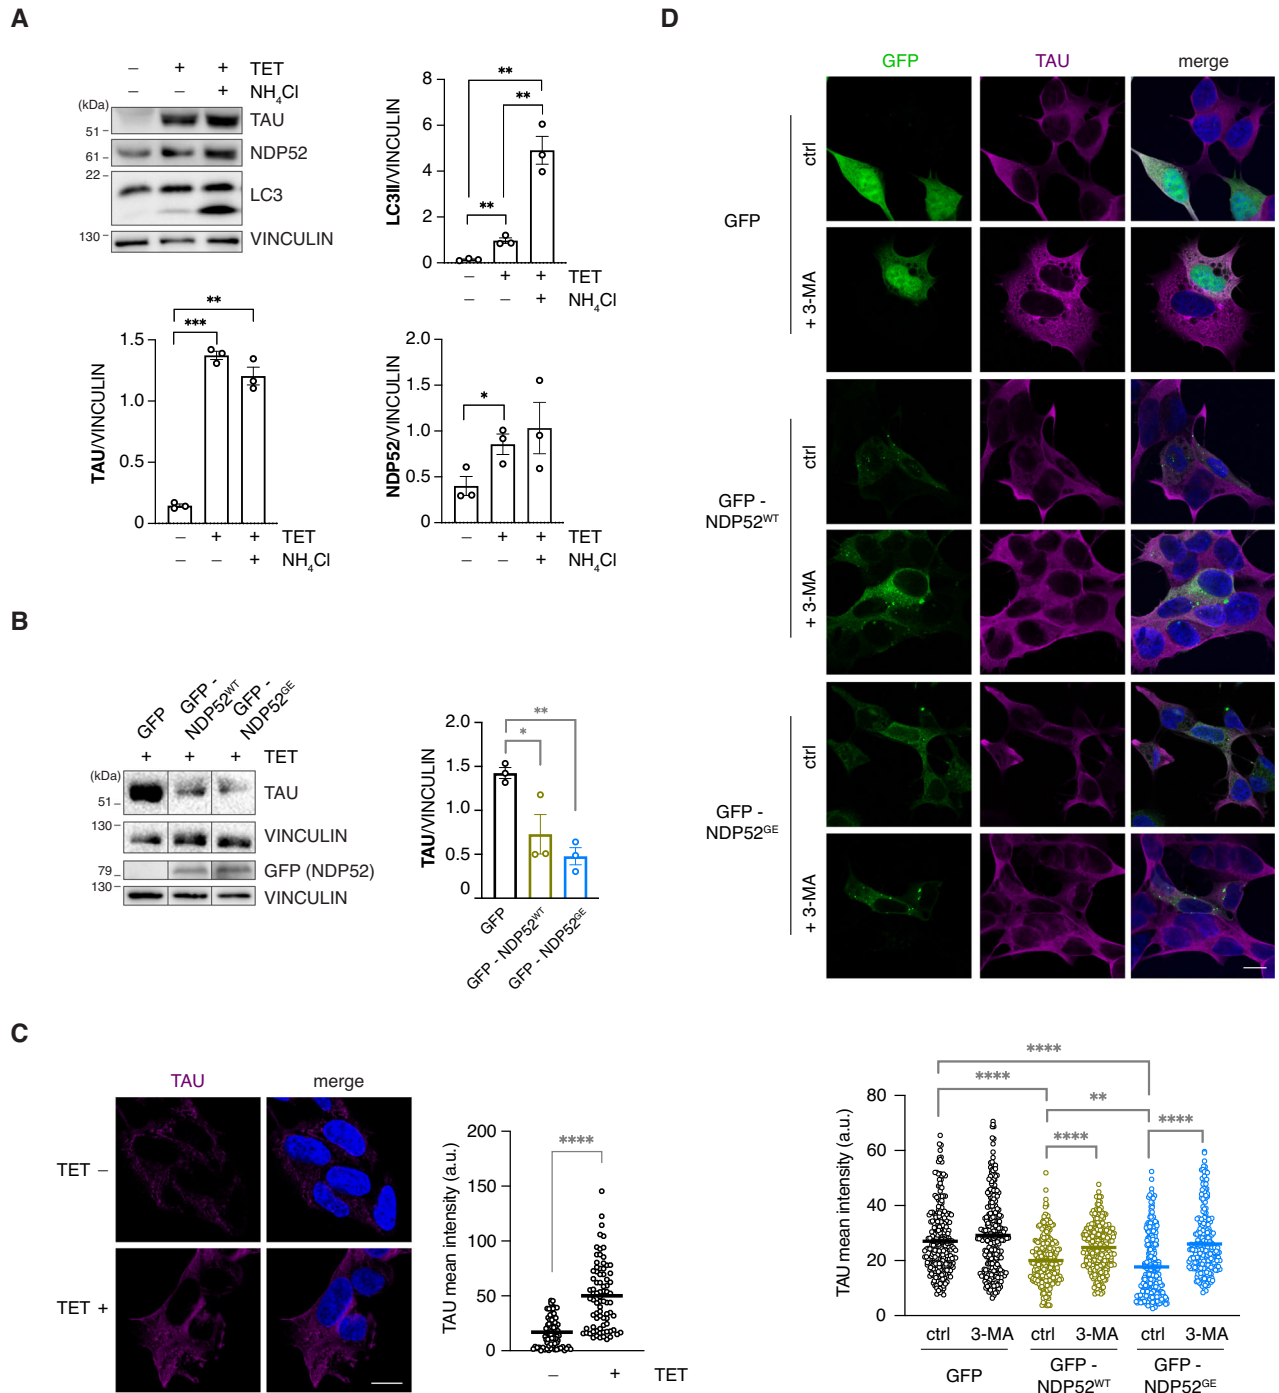 A
− + + TET
+ NH4Cl
(kDa)
51 TAU
61 NDP52
22
LC3
130 VINCULIN
LC3II/VINCULIN
8
6
4
2
0
**
**
**
− + + TET
− − + NH4Cl
TAU/VINCULIN
1.5
1.0
0.5
0
**
***
− + + TET
− − + NH4Cl
NDP52/VINCULIN
2.0
1.5
1.0
0.5
0
*
− + + TET
− − + NH4Cl
B
GFP
GFP -
NDP52WT
GFP -
NDP52GE
+ + + TET
(kDa)
51 TAU
130
VINCULIN
79 GFP (NDP52)
130
VINCULIN
TAU/VINCULIN
2.0
1.5
1.0
0.5
0
**
*
GFP
GFP - NDP52WT
GFP - NDP52GE
C
TAU merge
TET −
TET +
TAU mean intensity (a.u.)
200
150
100
50
0
****
− + TET
D
GFP TAU merge
GFP
ctrl
+ 3-MA
GFP -
NDP52WT
ctrl
+ 3-MA
GFP -
NDP52GE
ctrl
+ 3-MA
TAU mean intensity (a.u.)
80
60
40
20
0
****
****
**
****
****
ctrl 3-MA ctrl 3-MA ctrl 3-MA
GFP
GFP -
NDP52WT
GFP -
NDP52GE